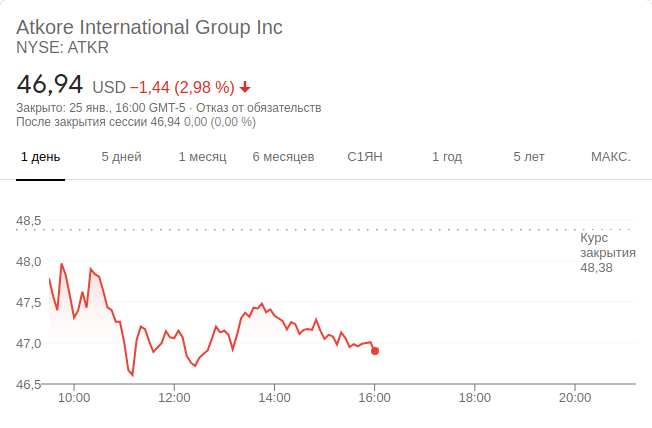 Atkore International Group Inc
NYSE: ATKR
46,94 USD −1,44 (2,98 %)
Закрыто: 25 янв., 16:00 GMT-5 · Отказ от обязательств
После закрытия сессии 46,94 0,00 (0,00 %)
1 день 5 дней 1 месяц 6 месяцев С1ЯН 1 год 5 лет МАКС.
48,5
Курс
закрытия
48,38
48,0
47,5
47,0
46,5
10:00 12:00 14:00 16:00 18:00 20:00